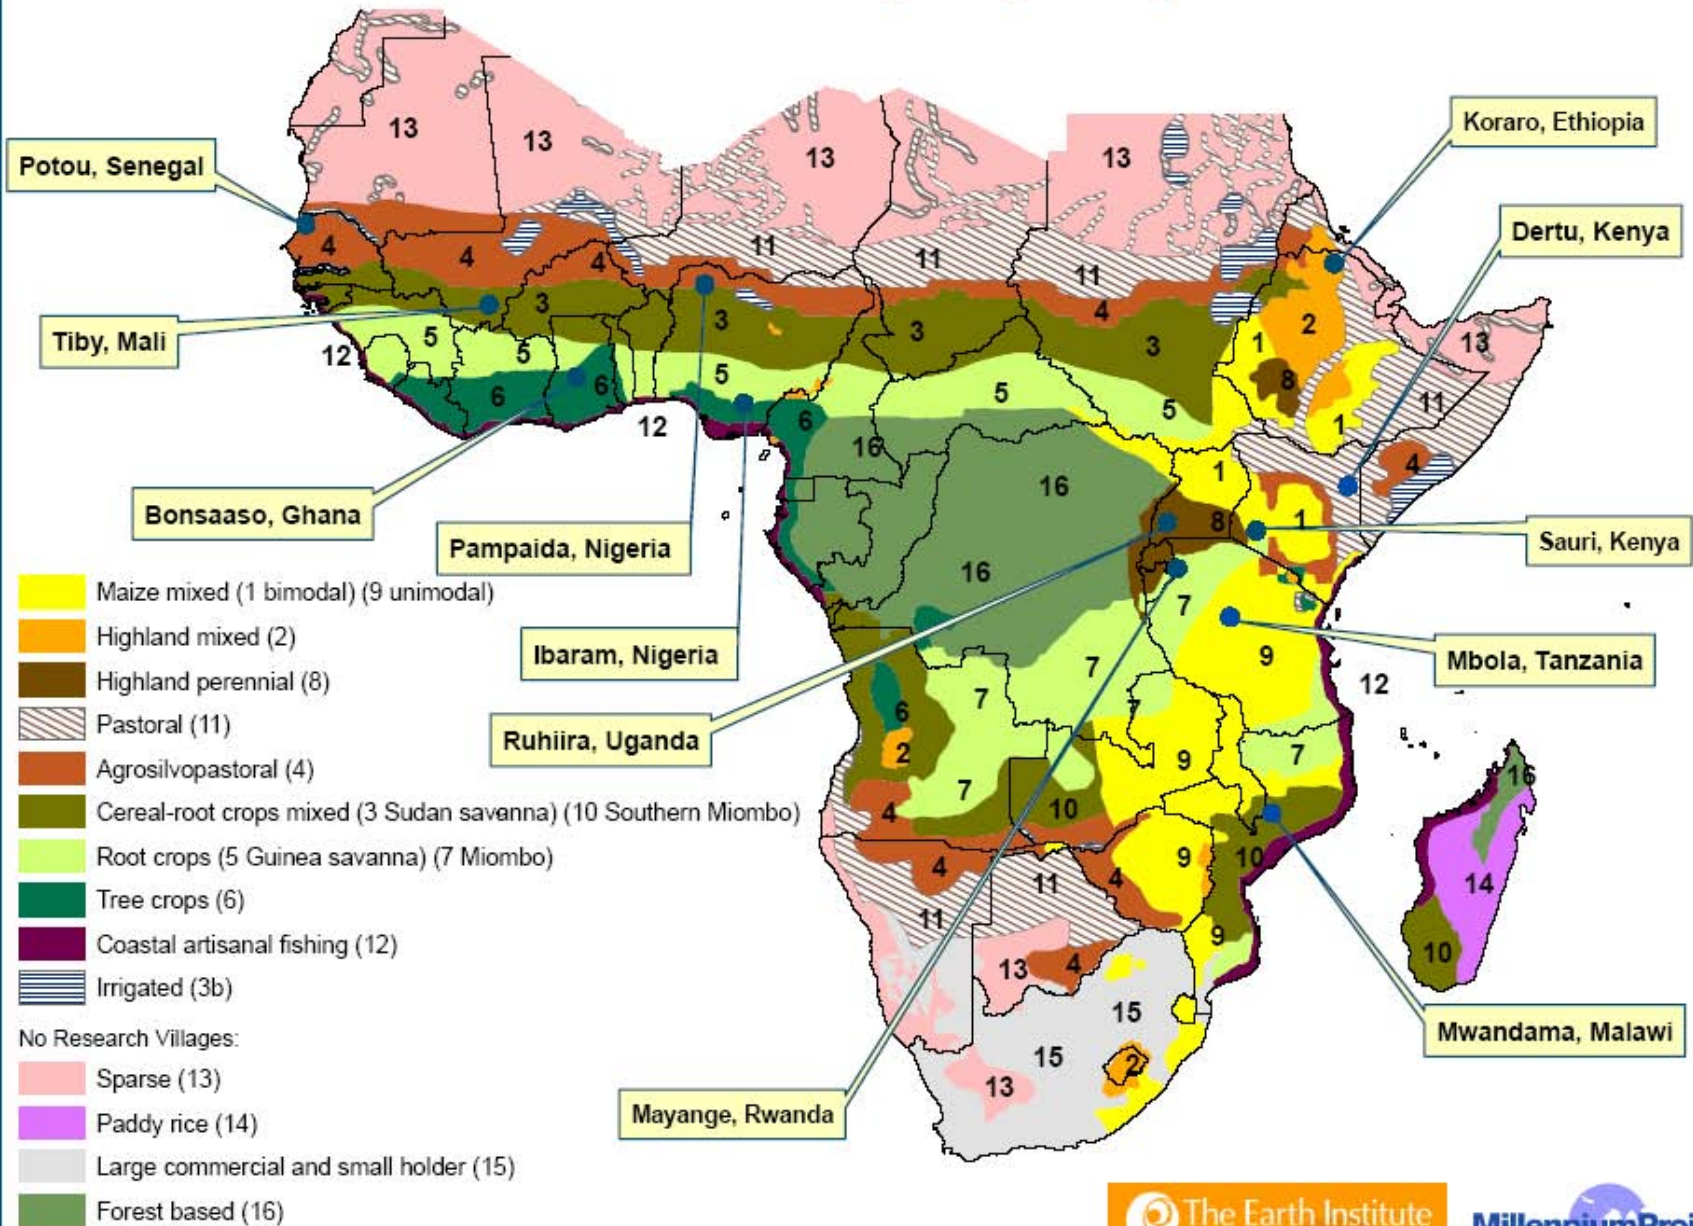 Koraro, Ethiopia
Potou, Senegal
Dertu, Kenya
Tiby, Mali
Bonsaaso, Ghana
Pampaida, Nigeria
Sauri, Kenya
Ibaram, Nigeria
Mbola, Tanzania
Ruhiira, Uganda
Mwandama, Malawi
Mayange, Rwanda
13
13
13
13
11
11
11
4
4
4
4
3
3
3
3
2
1
8
1
13
11
12
5
5
5
5
5
6
6
6
12
16
16
16
1
8
1
4
7
9
12
7
7
7
6
2
7
4
10
9
7
9
10
4
11
4
11
9
13
4
15
15
13
2
16
14
10
Maize mixed (1 bimodal) (9 unimodal)
Highland mixed (2)
Highland perennial (8)
Pastoral (11)
Agrosilvopastoral (4)
Cereal-root crops mixed (3 Sudan savanna) (10 Southern Miombo)
Root crops (5 Guinea savanna) (7 Miombo)
Tree crops (6)
Coastal artisanal fishing (12)
Irrigated (3b)
No Research Villages:
Sparse (13)
Paddy rice (14)
Large commercial and small holder (15)
Forest based (16)
The Earth Institute